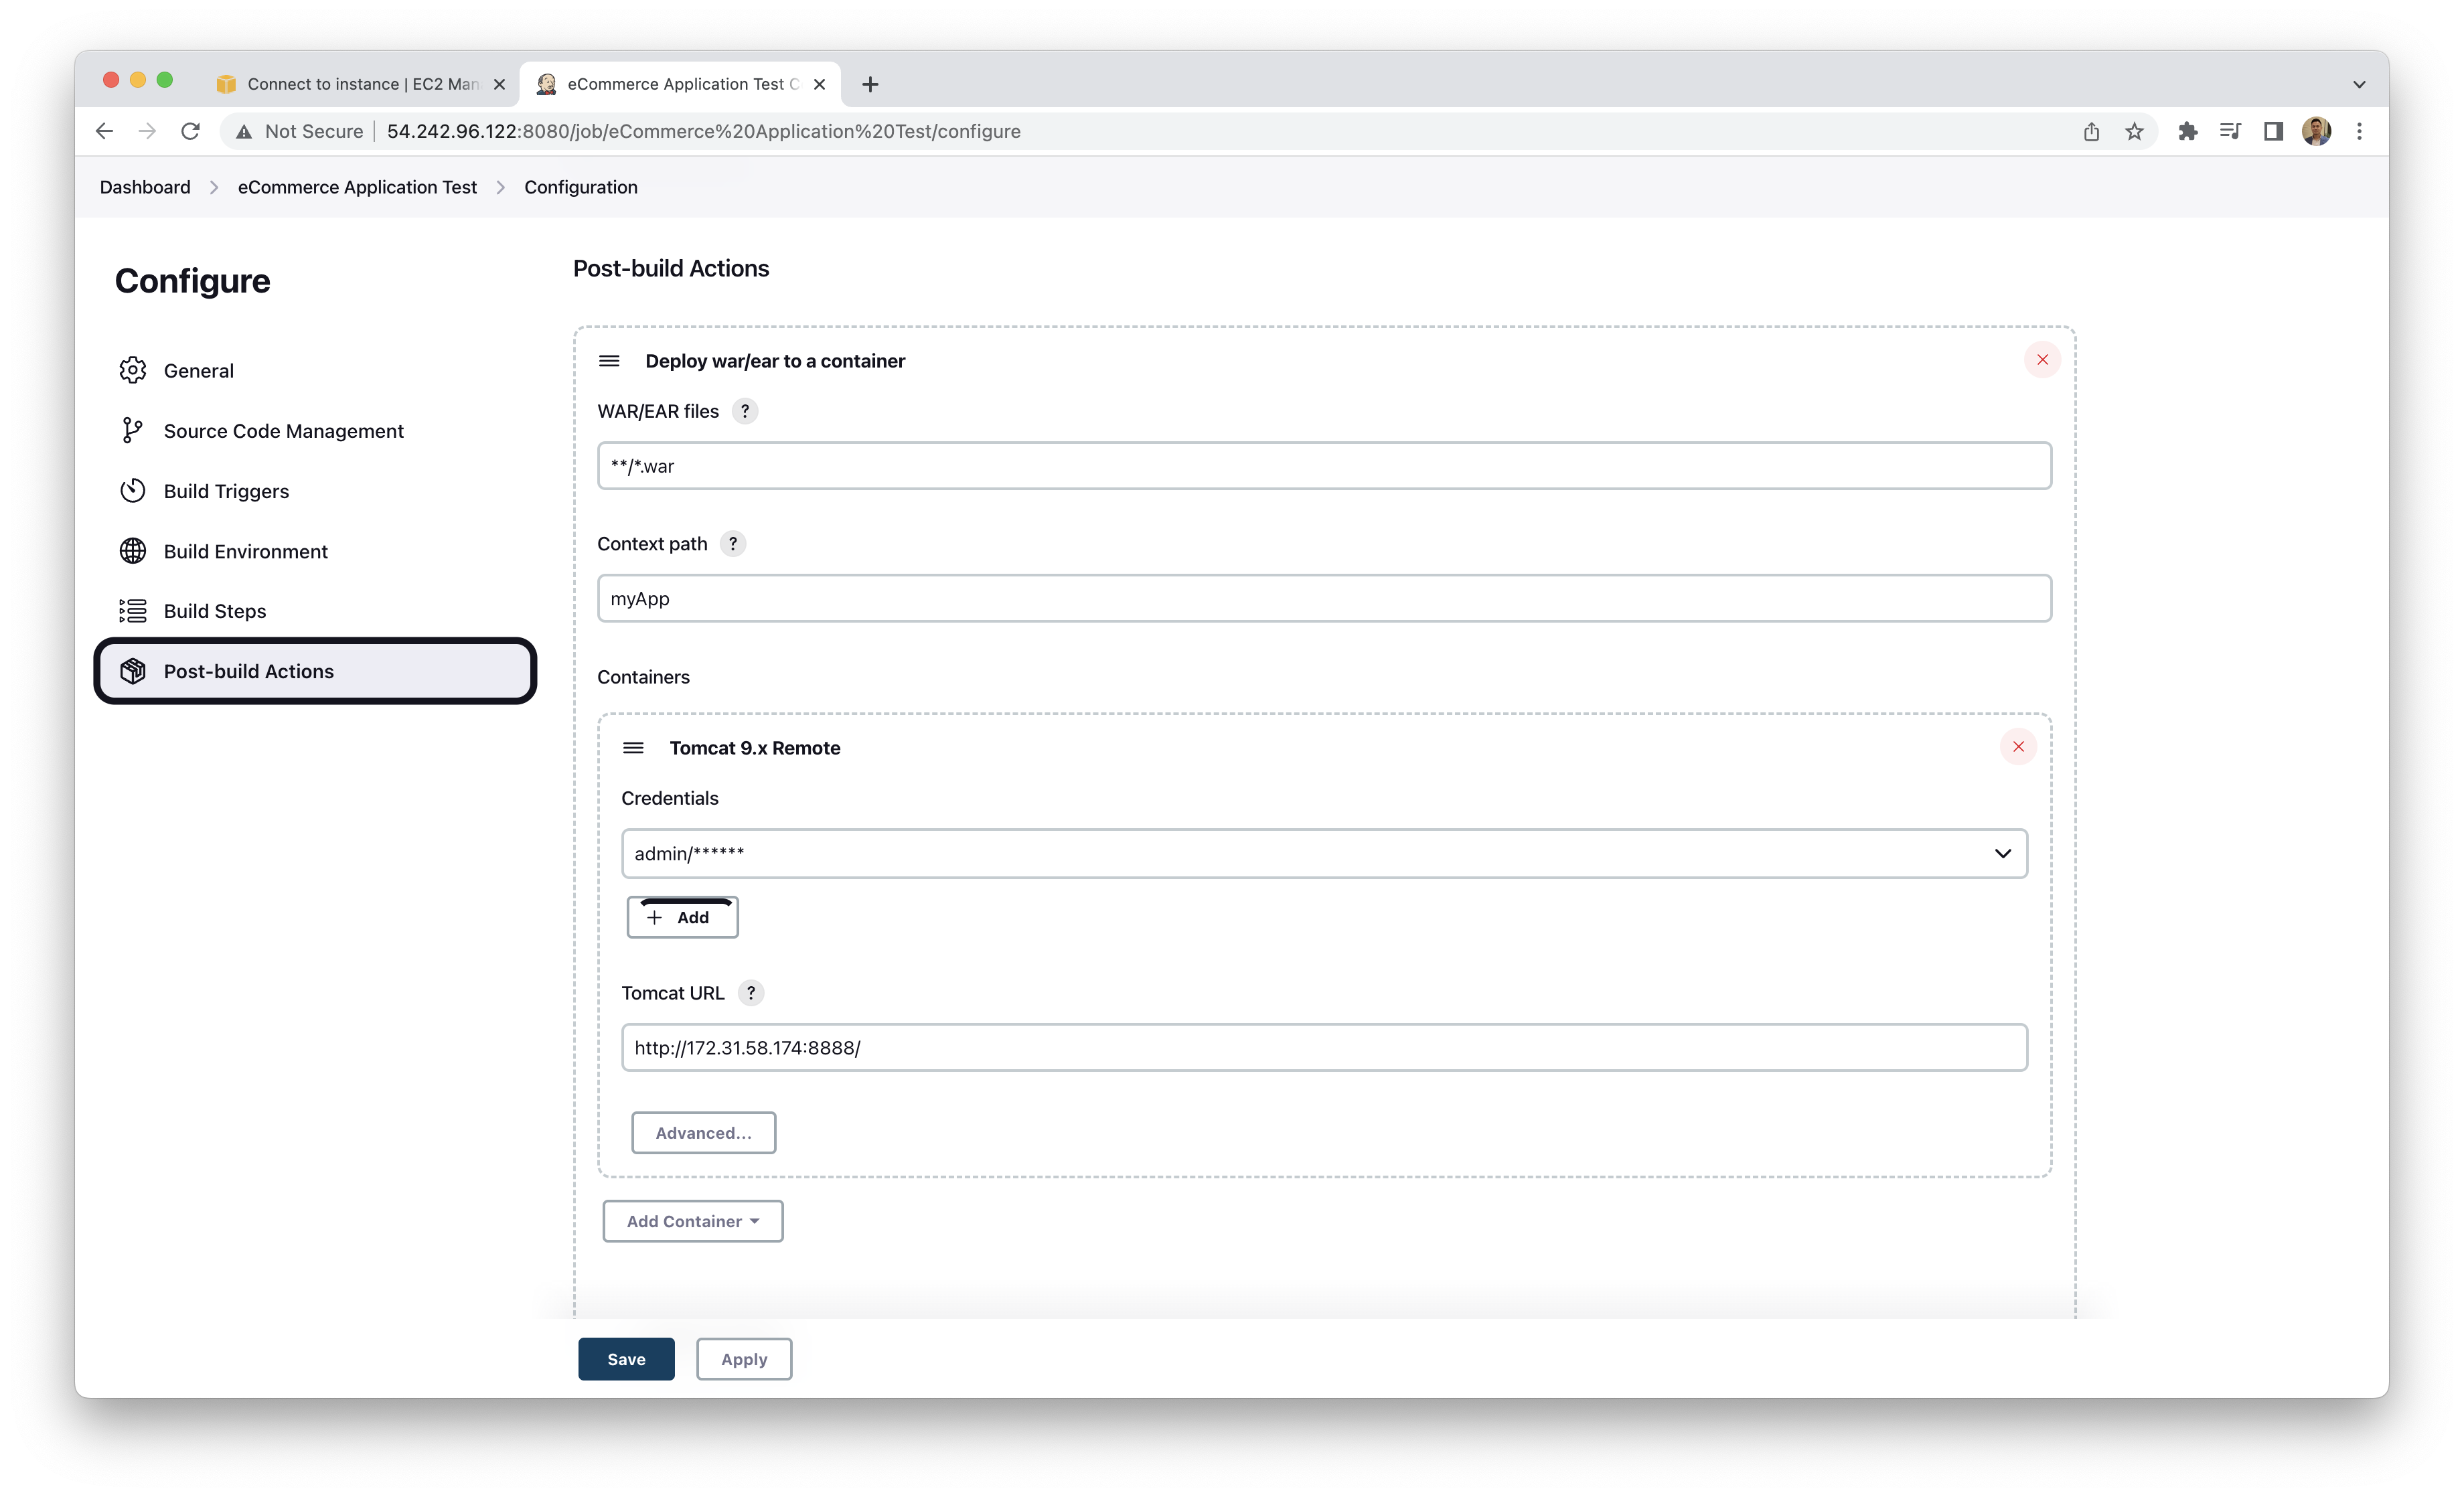 Connect to instance | EC2 Man
eCommerce Application Test C
Not Secure
54.242.96.122:8080/job/eCommerce%20Application%20Test/configure
Dashboard
eCommerce Application Test
Configuration
Configure
General
Source Code Management
Build Triggers
Build Environment
Build Steps
Post-build Actions
Post-build Actions
Deploy war/ear to a container
WAR/EAR files ?
**/*.war
Context path ?
myApp
Containers
Tomcat 9.x Remote
Credentials
admin/******
Add
Tomcat URL ?
http://172.31.58.174:8888/
Advanced...
Add Container
Save
Apply